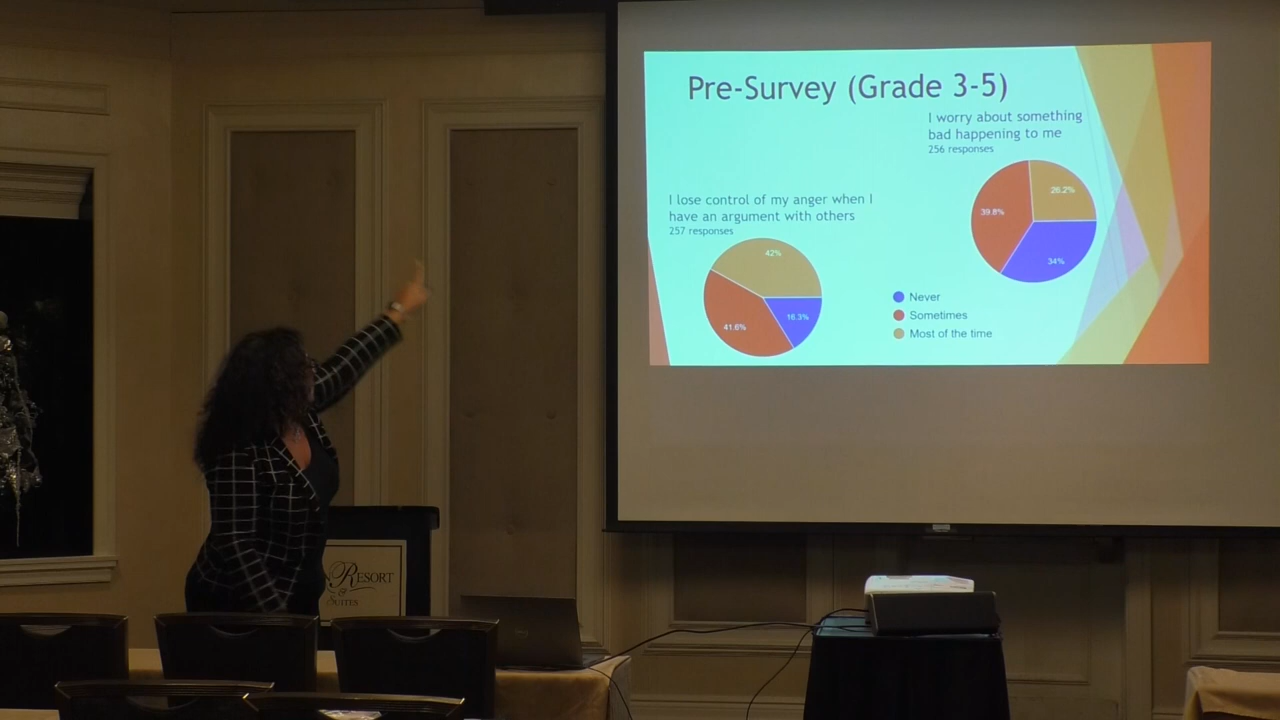 Pre-Survey (Grade 3-5)
I worry about something
bad happening to me
256 responses
26.2%
39.8%
34%
I lose control of my anger when I
have an argument with others
257 responses
42%
41.6%
16.3%
Never
Sometimes
Most of the time
Resort
&
Suites